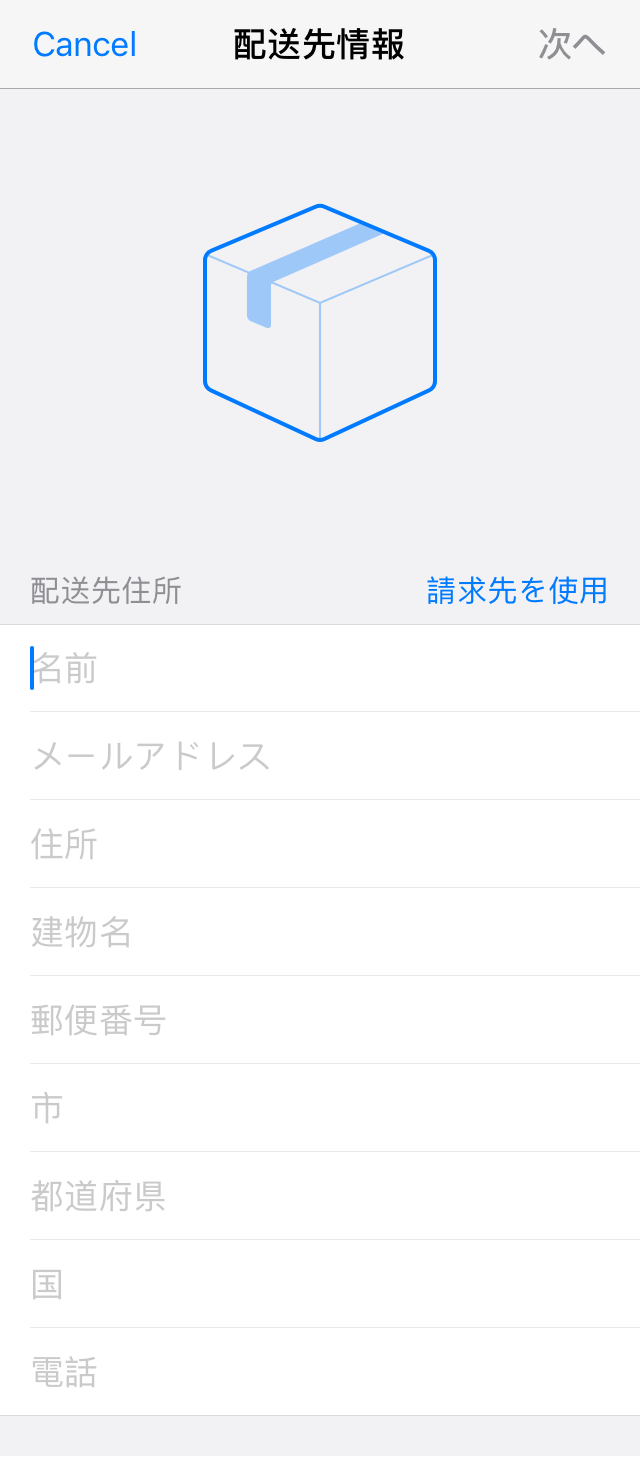 Cancel 配送先情報 次へ
配送先住所 請求先を使用
名前
メールアドレス
住所
建物名
郵便番号
市
都道府県
国
電話